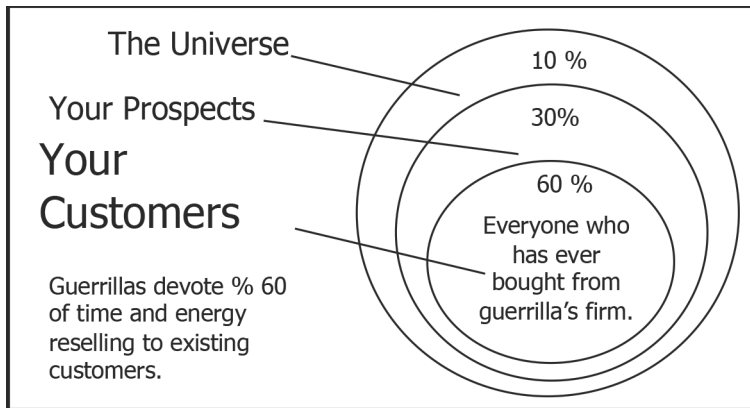 The Universe
Your Prospects
Your
Customers
Guerrillas devote % 60
of time and energy
reselling to existing
customers.
10 %
30%
60 %
Everyone who
has ever
bought from
guerrilla’s firm.